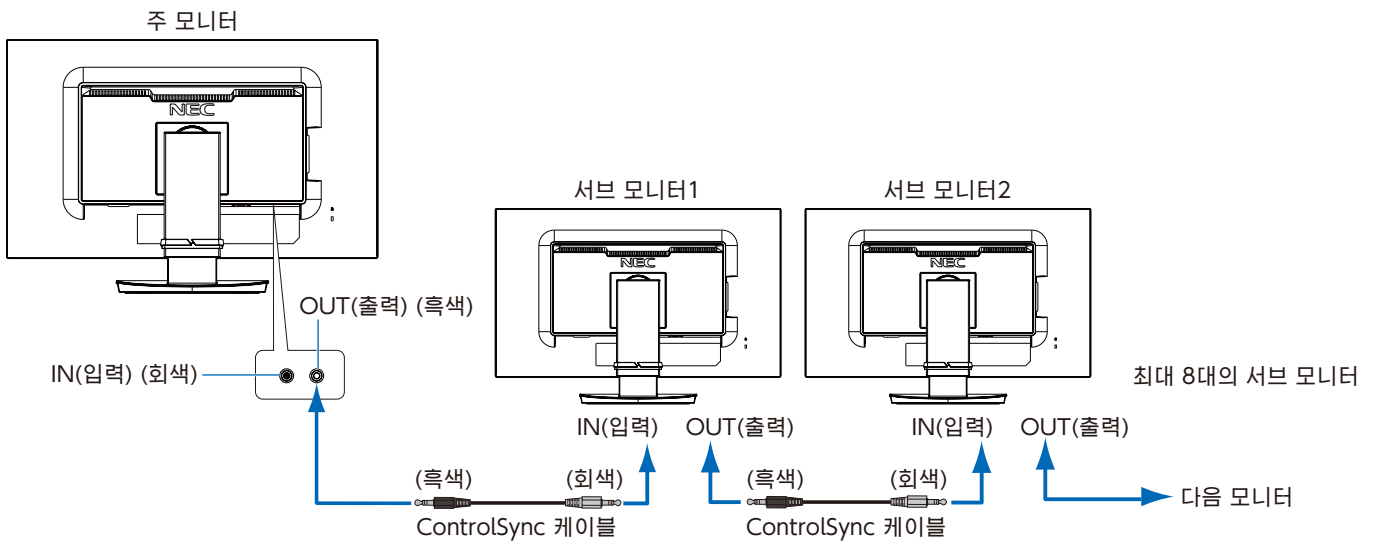 주 모니터
NEC
서브 모니터1
서브 모니터2
NEC
NEC
OUT(출력) (흑색)
IN(입력) (회색)
최대 8대의 서브 모니터
IN(입력)
OUT(출력)
IN(입력)
OUT(출력)
(흑색)
(회색)
(흑색)
(회색)
다음 모니터
ControlSync 케이블
ControlSync 케이블